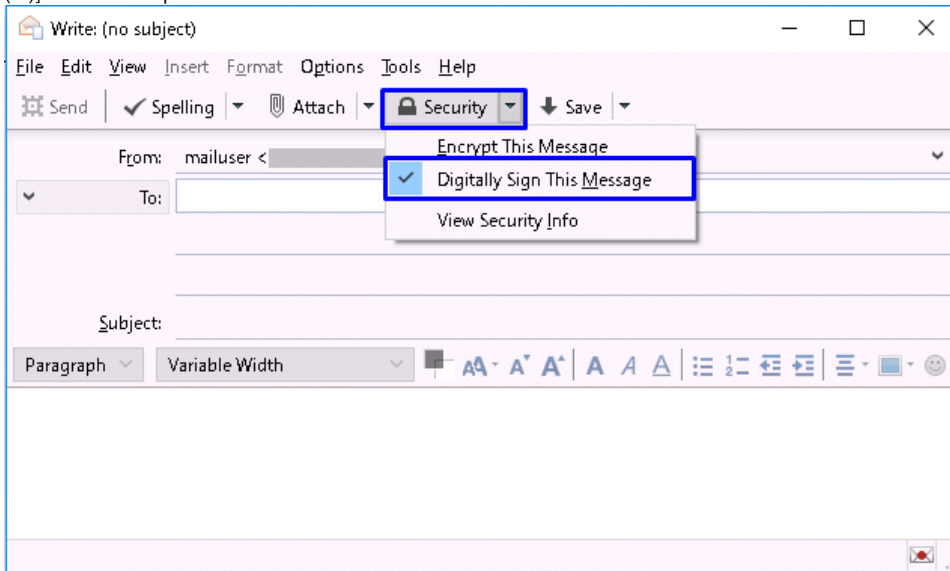 Write: (no subject)
File Edit View Insert Format Options Tools Help
Send Spelling Attach Security Save
Encrypt This Message
From: mailuser <
Digitally Sign This Message
To:
View Security Info
Subject:
Paragraph Variable Width